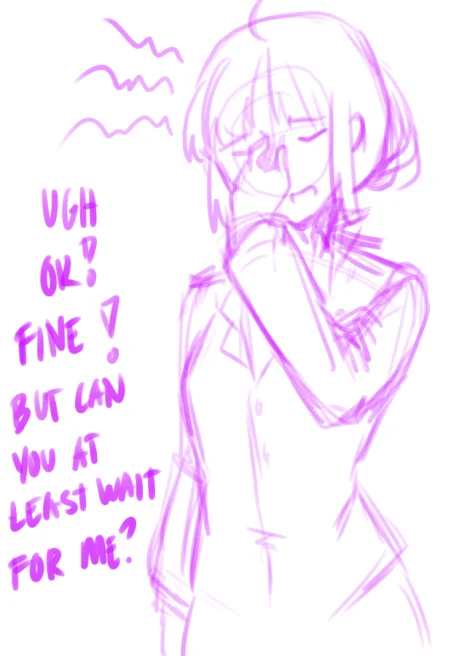 UGH
OK!
FINE!
BUT CAN
YOU AT
LEAST WAIT
FOR ME?